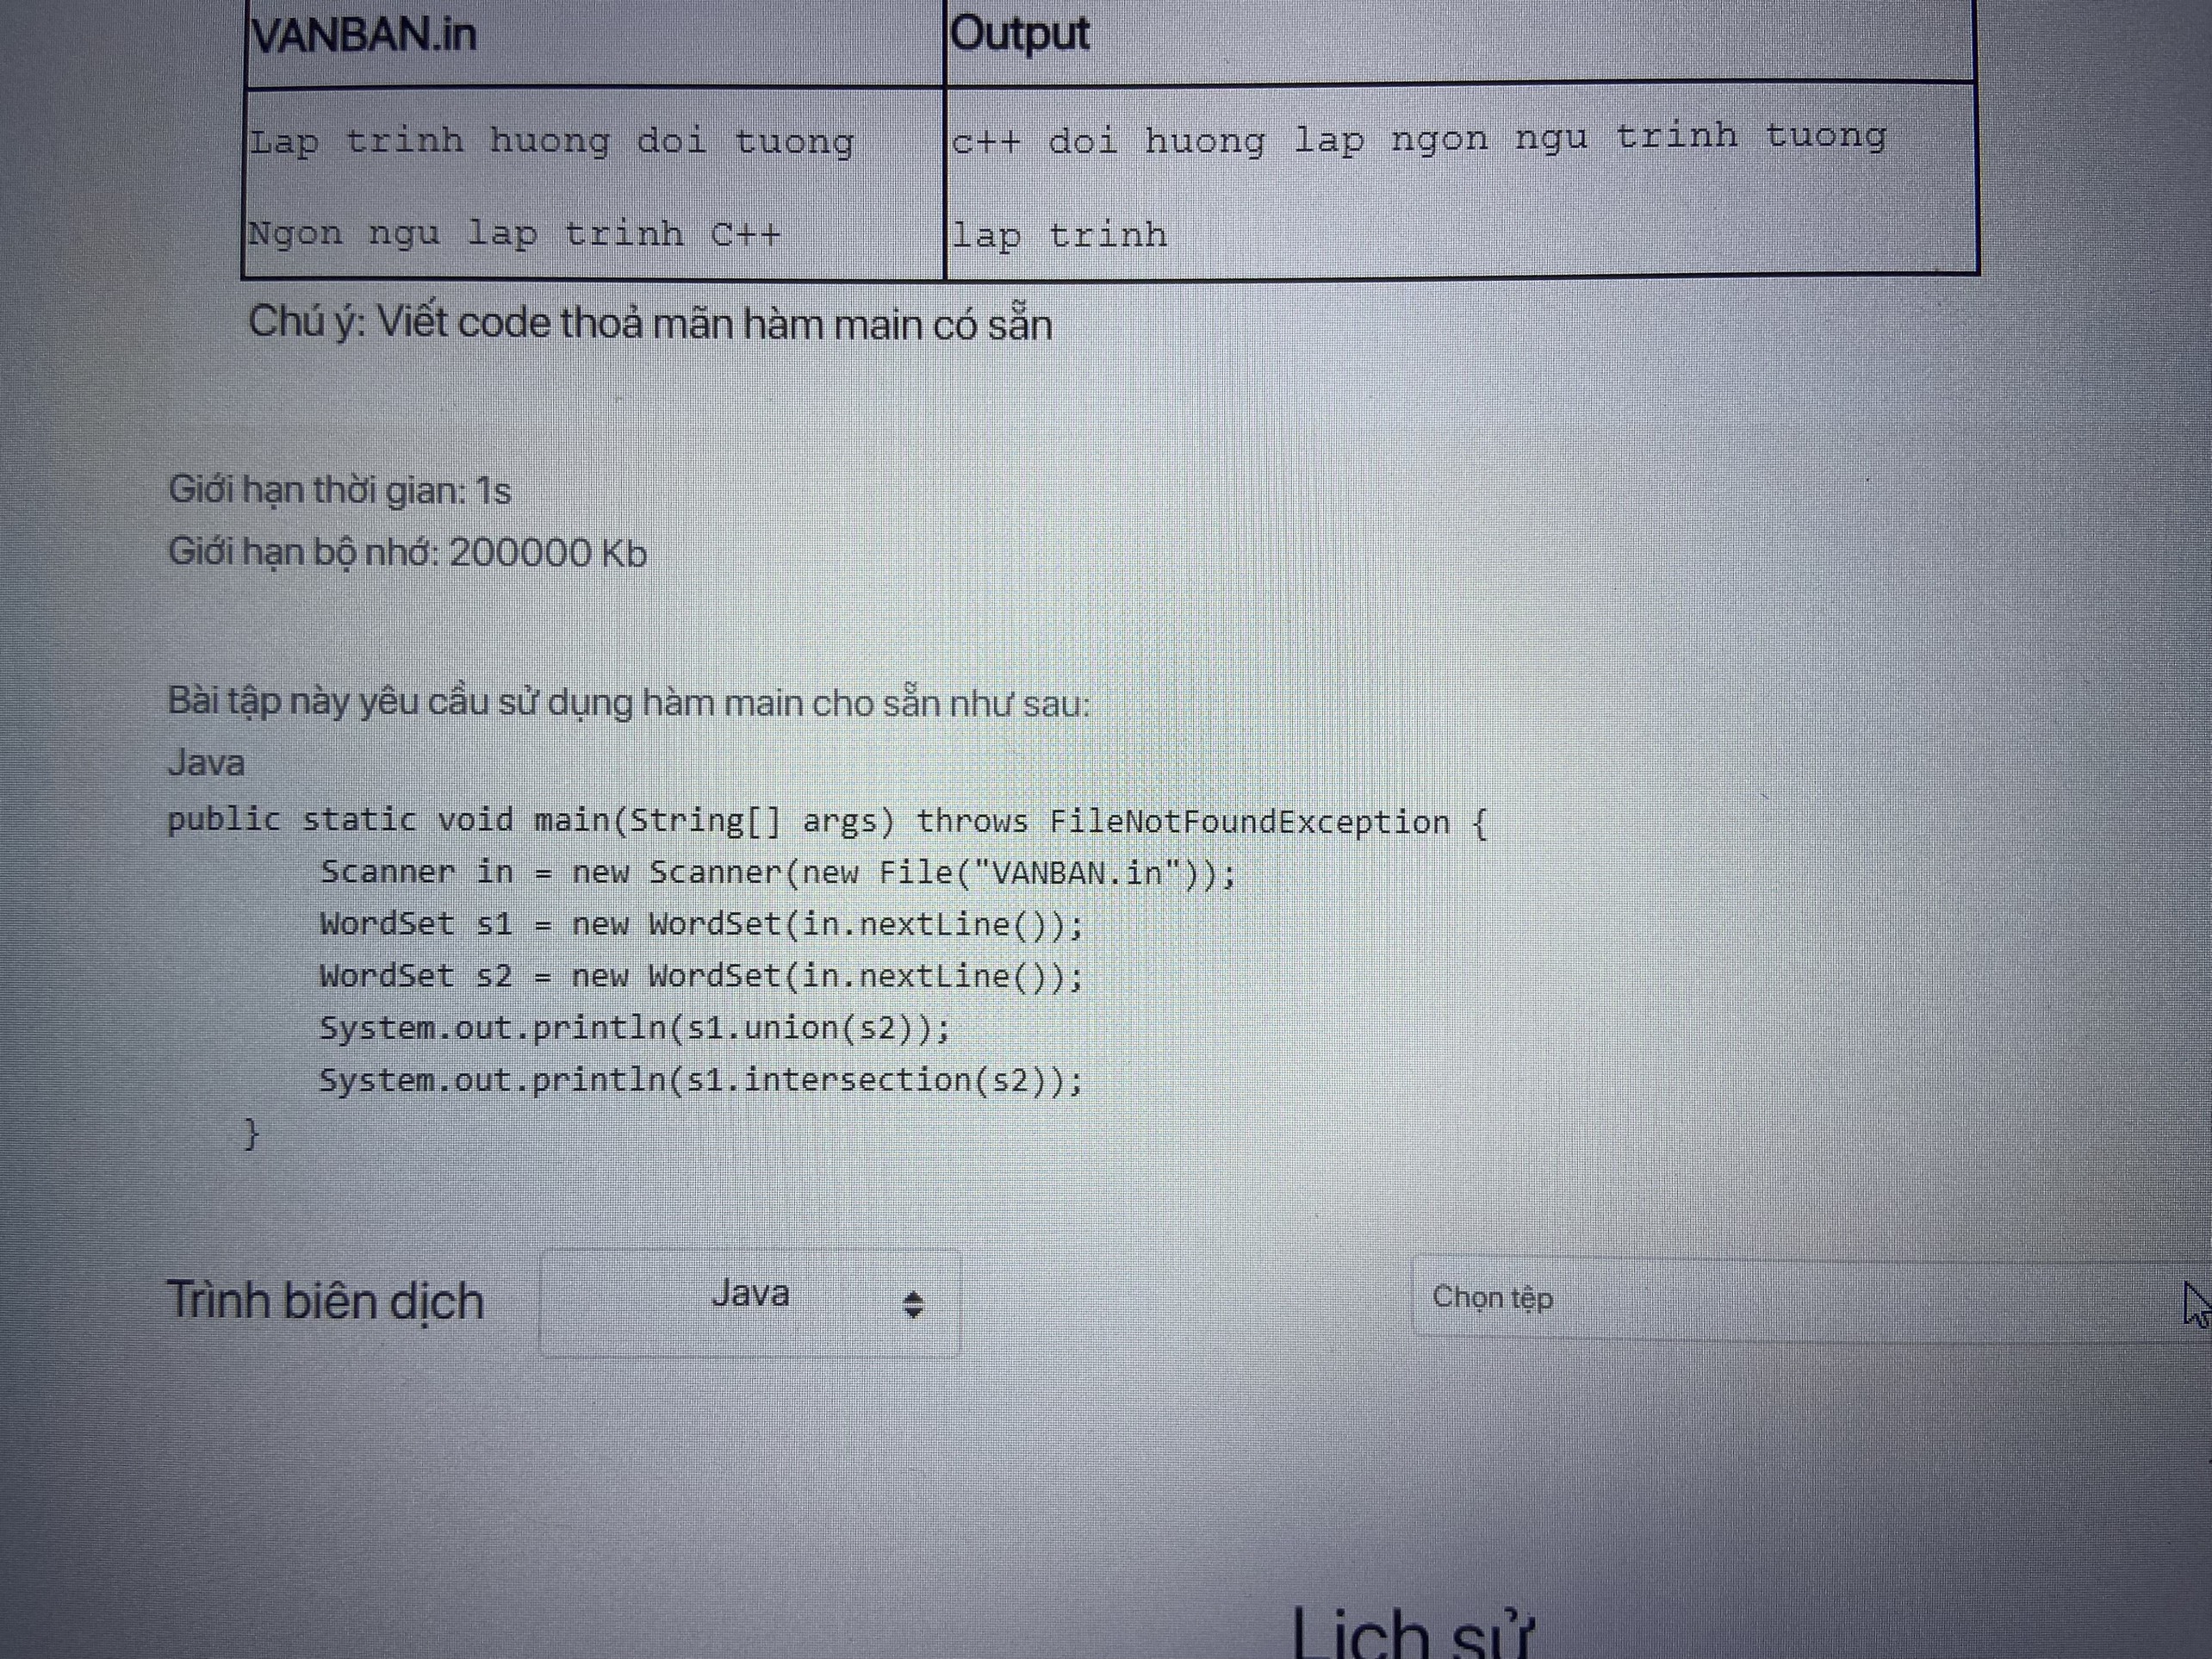 VANBAN.in Output
Lap trinh huong doi tuong c++ doi huong lap ngon ngu trinh tuong
Ngon ngu lap trinh C++ lap trinh
Chú ý: Viết code thoả mãn hàm main có sẵn
Giới hạn thời gian: 1s
Giới hạn bộ nhớ: 200000 Kb
Bài tập này yêu cầu sử dụng hàm main cho sẵn như sau:
Java
public static void main(String[] args) throws FileNotFoundException {
Scanner in = new Scanner(new File("VANBAN.in"));
WordSet s1 = new WordSet(in.nextLine());
WordSet s2 = new WordSet(in.nextLine());
System.out.println(s1.union(s2));
System.out.println(s1.intersection(s2));
}
Trình biên dịch Java Chọn tệp
Lịch sử